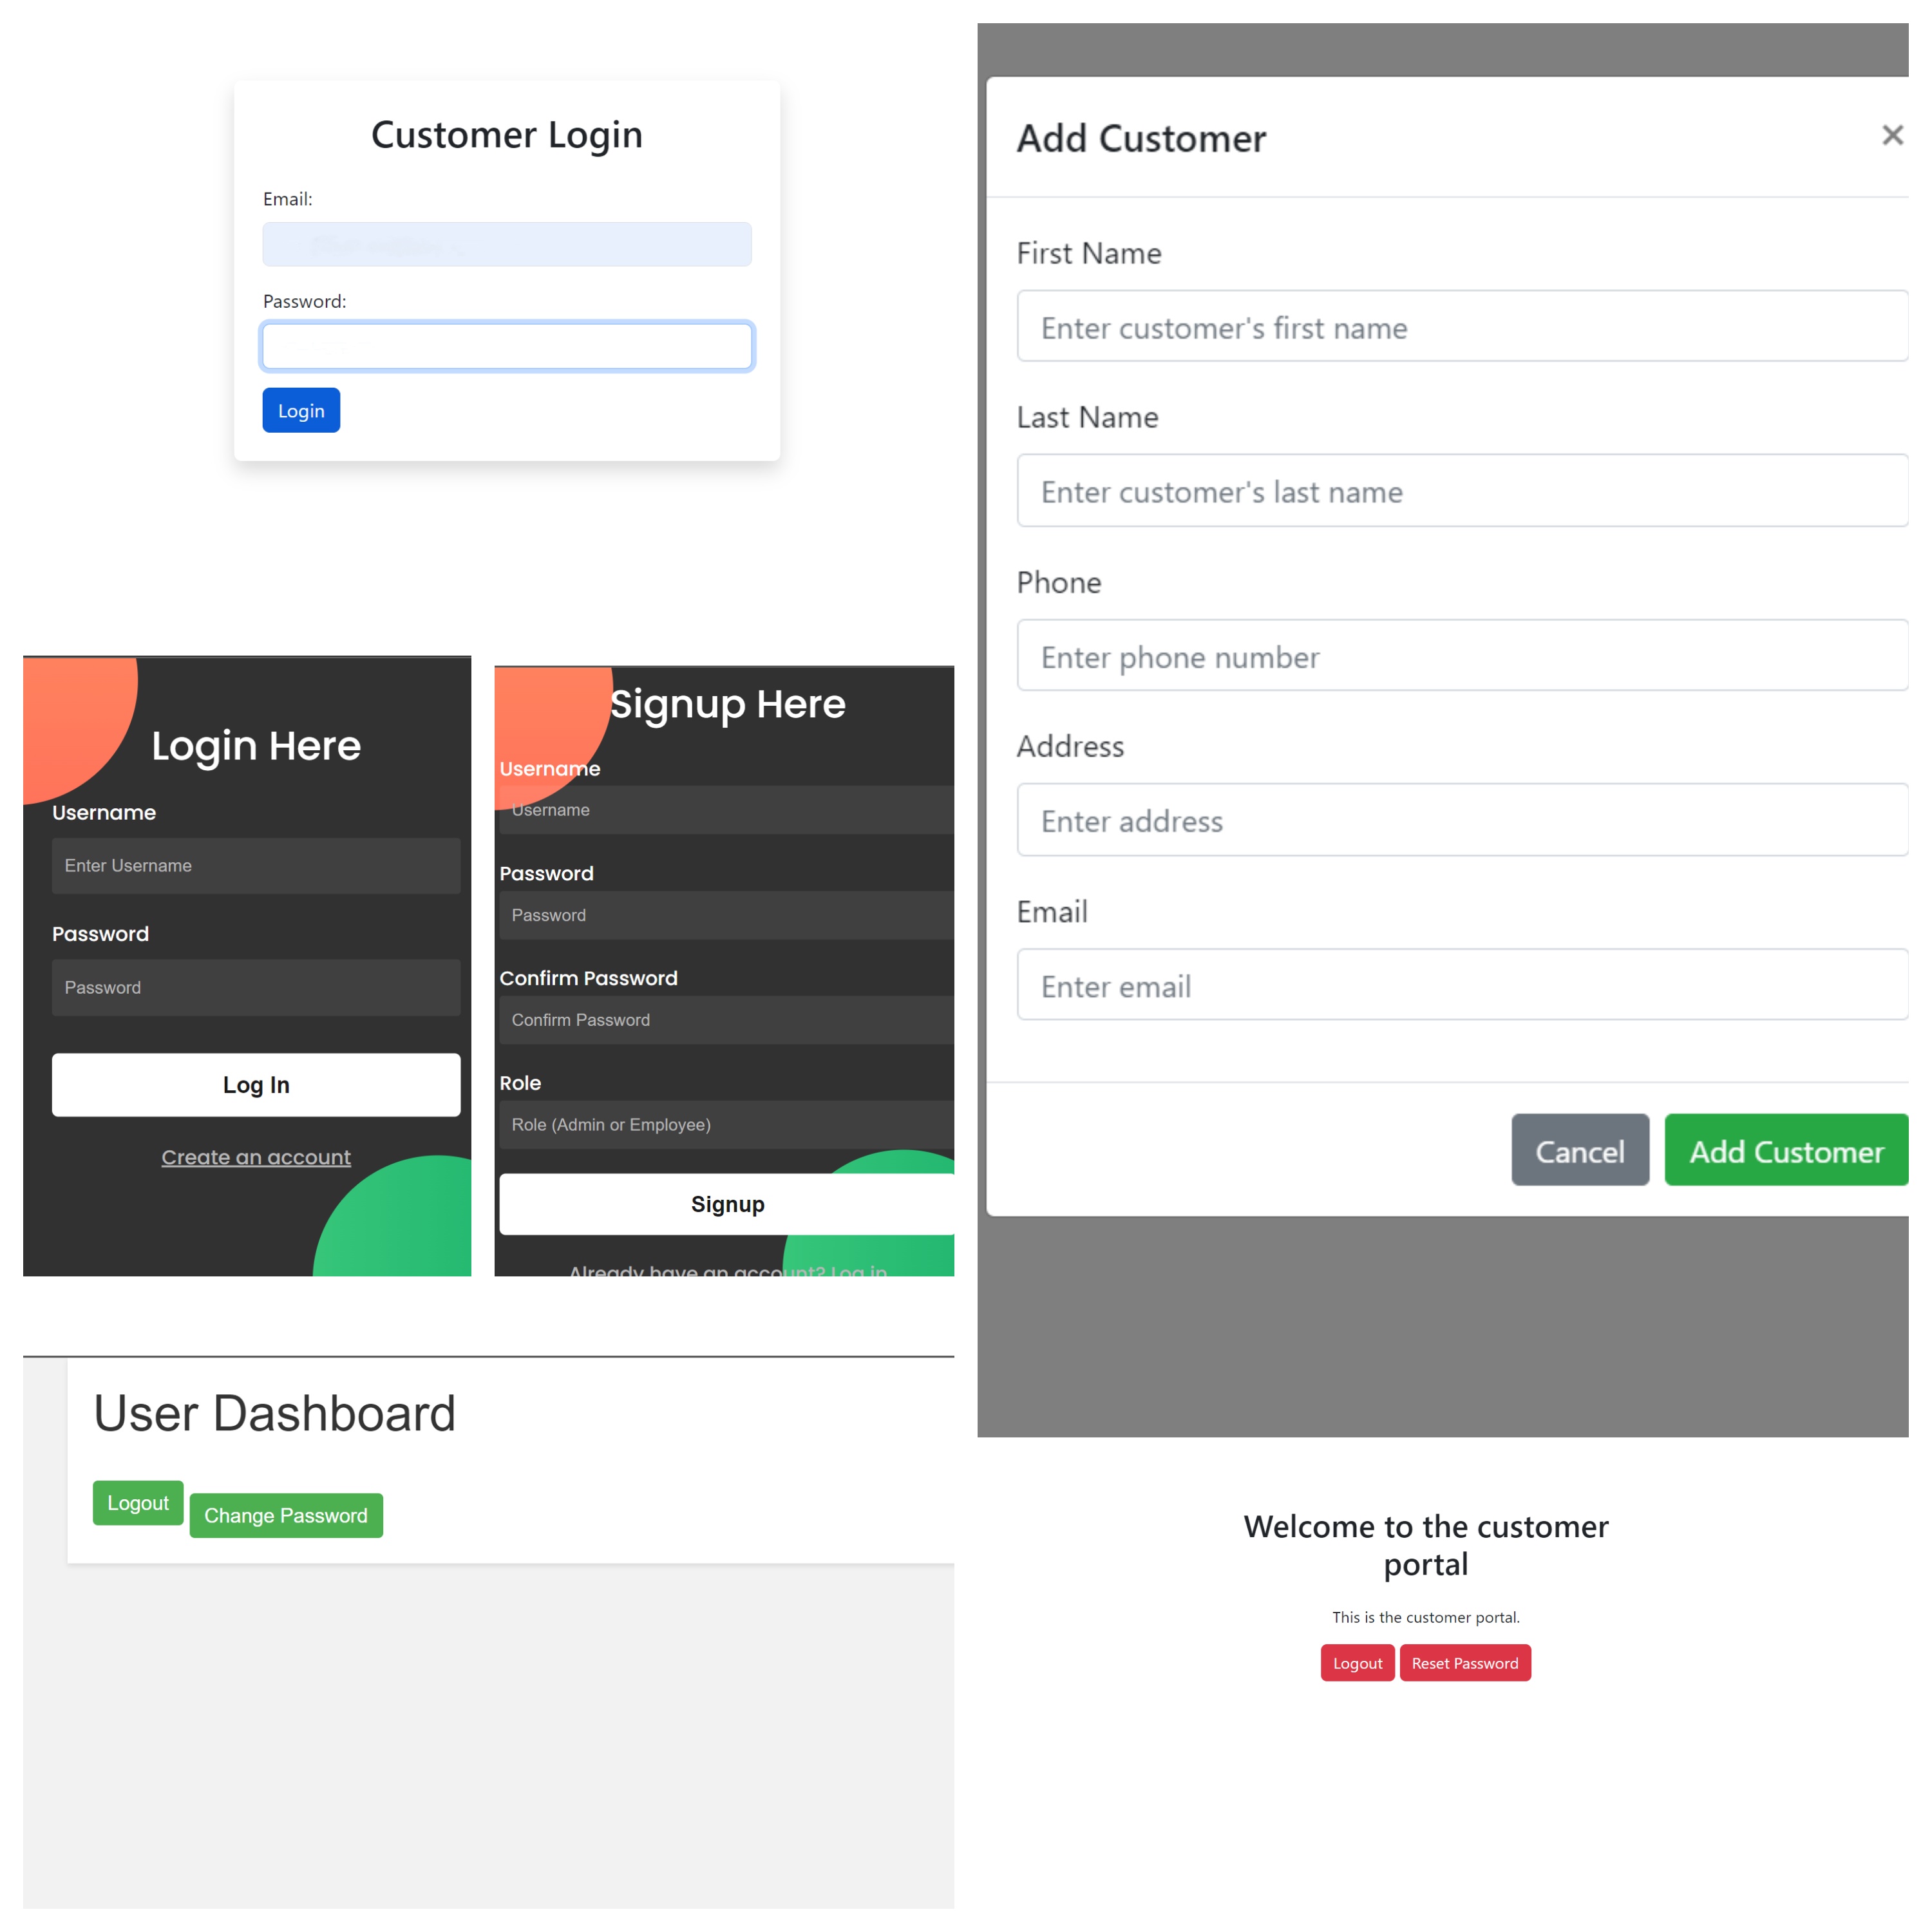 Customer Login
Email:
Password:
Login
Add Customer
×
First Name
Enter customer's first name
Last Name
Enter customer's last name
Phone
Enter phone number
Address
Enter address
Email
Enter email
Cancel
Add Customer
Login Here
Username
Enter Username
Password
Password
Log In
Create an account
Signup Here
Username
Username
Password
Password
Confirm Password
Confirm Password
Role
Role (Admin or Employee)
Signup
Already have an account? Log in
User Dashboard
Logout
Change Password
Welcome to the customer
portal
This is the customer portal.
Logout
Reset Password